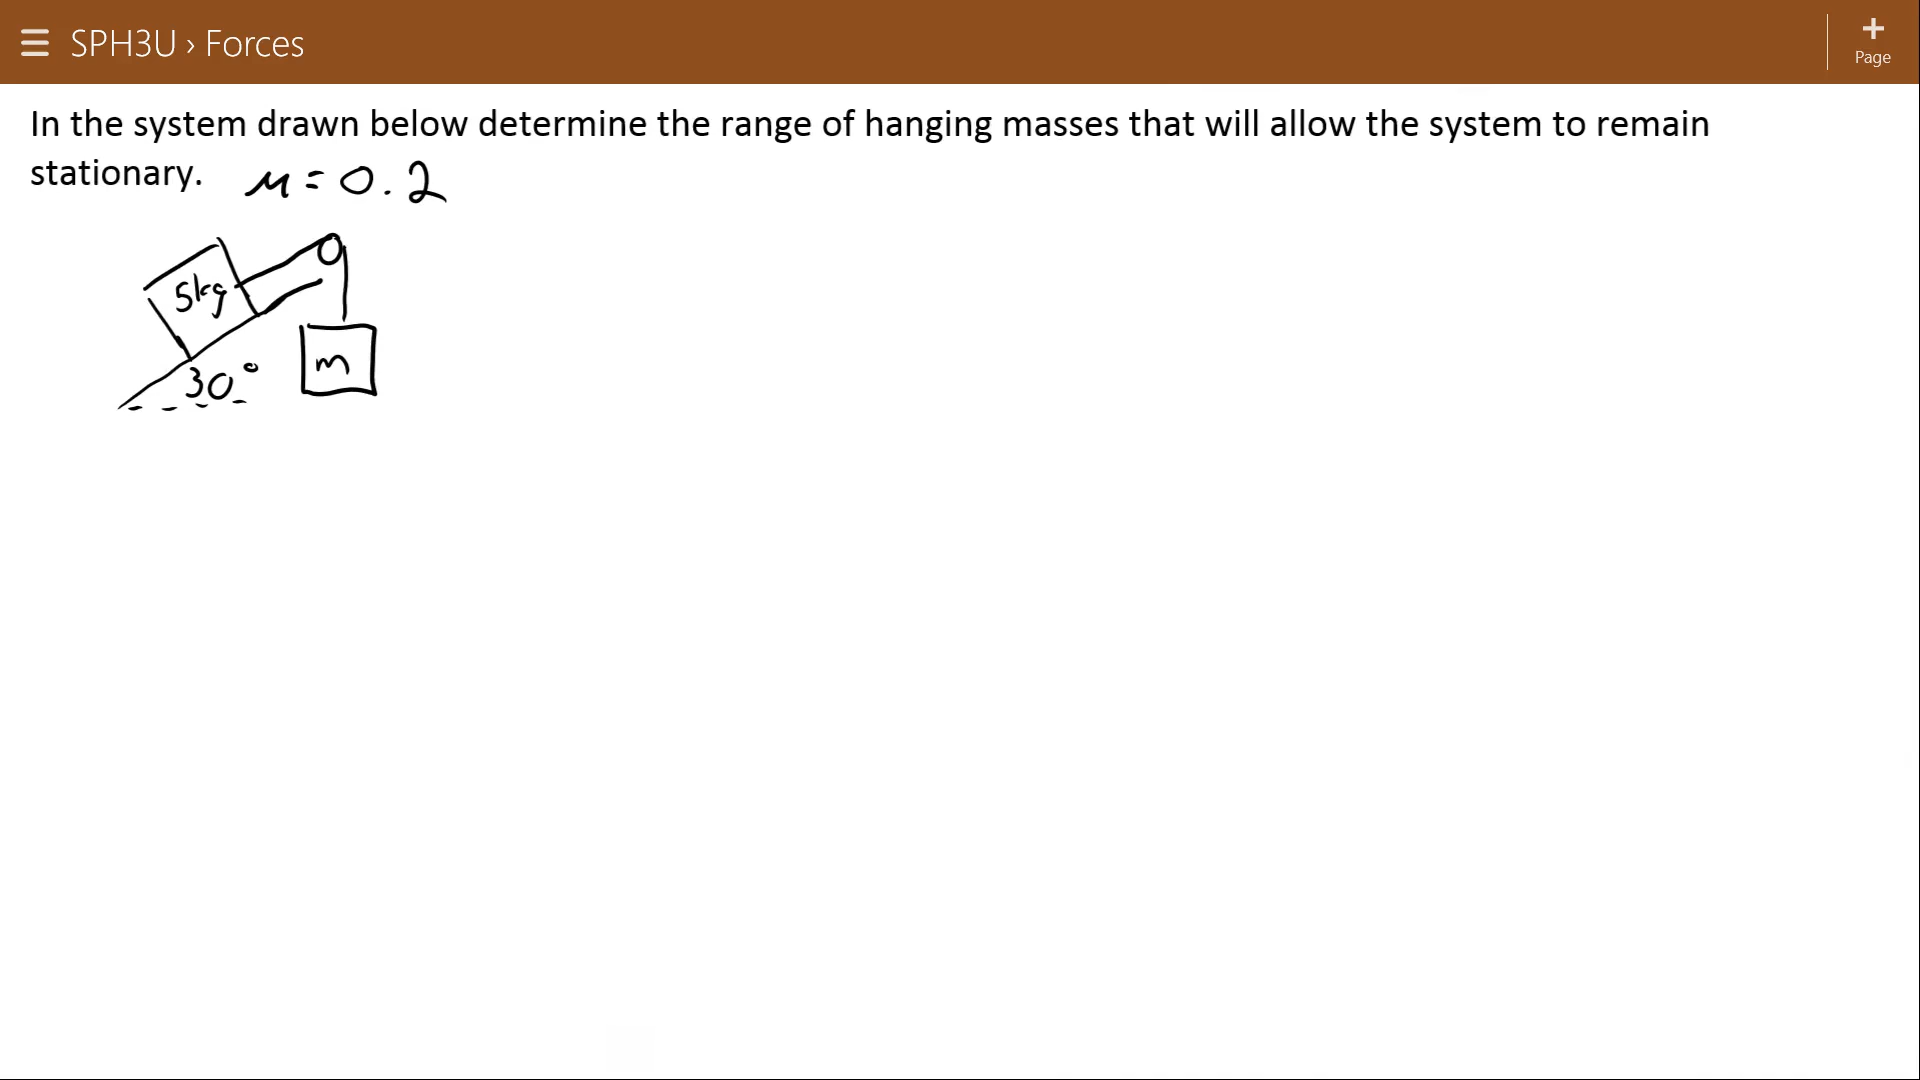 SPH3U › Forces
+
Page
In the system drawn below determine the range of hanging masses that will allow the system to remain
stationary. μ = 0.2
5kg
m
30°